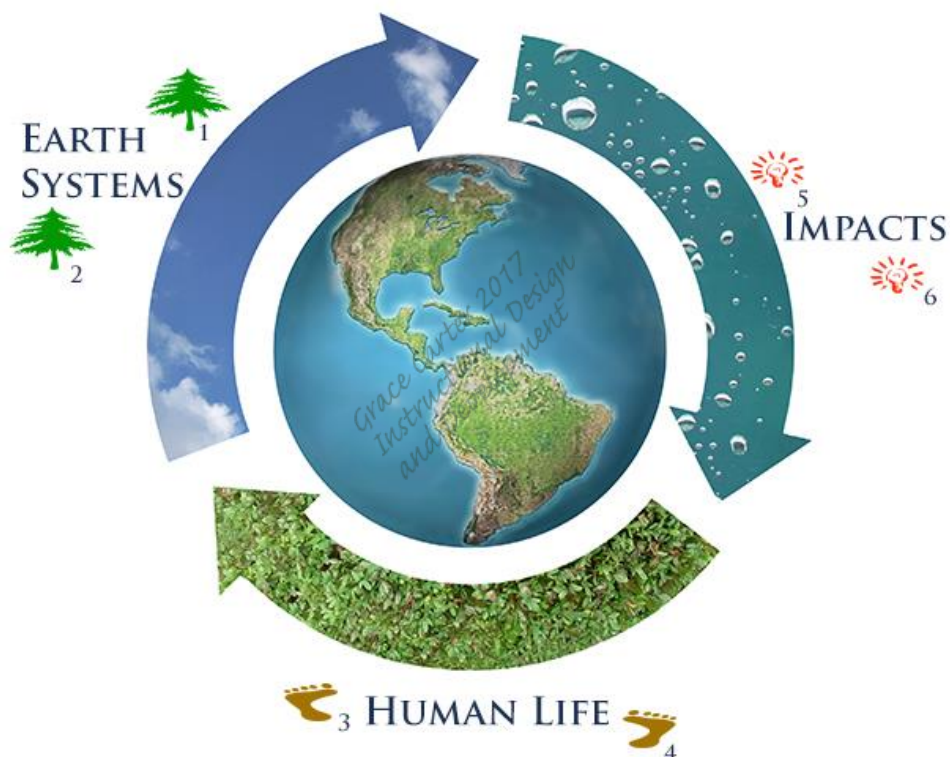 EARTH
SYSTEMS
1
2
5
IMPACTS
6
Grace Carter 2017
Instructional Design
and Development
3 HUMAN LIFE 4